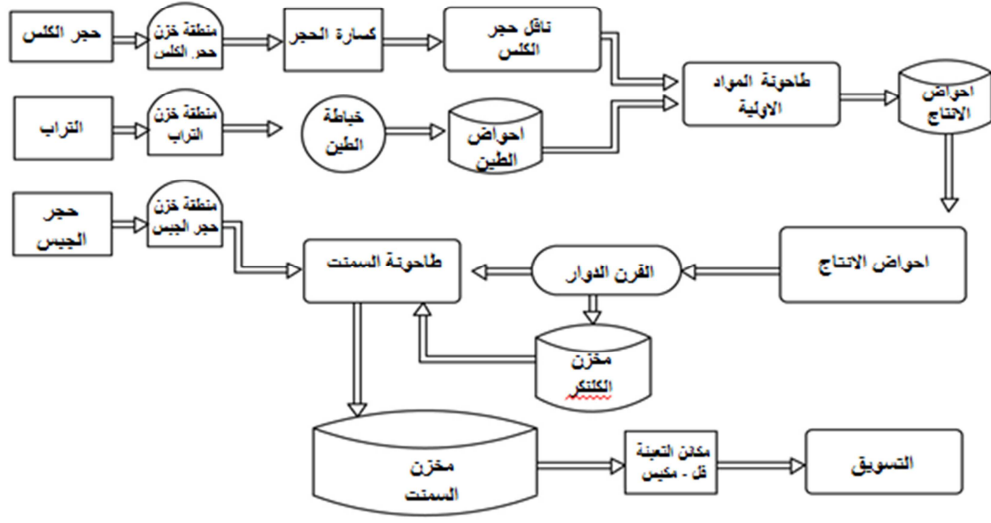 حجر الكلس
منطقة خزن
حجر الكلس
كسارة الحجر
ناقل حجر
الكلس
طاحونة المواد
الاولية
احواض
الانتاج
التراب
منطقة خزن
التراب
خباطة
الطين
احواض
الطين
حجر
الجبس
منطقة خزن
حجر الجبس
طاحونة السمنت
القرن الدوار
احواض الانتاج
مخزن
الكلنكر
مخزن
السمنت
مكائن التعبئة
فل - مكيس
التسويق